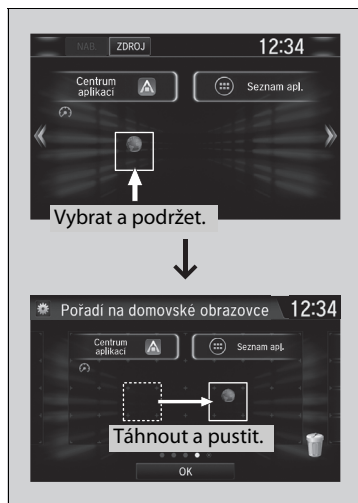 NAB. ZDROJ 12:34
Centrum
aplikací
Seznam apl.
Vybrat a podržet.
Pořadí na domovské obrazovce 12:34
Centrum
aplikací
Seznam apl.
Táhnout a pustit.
OK